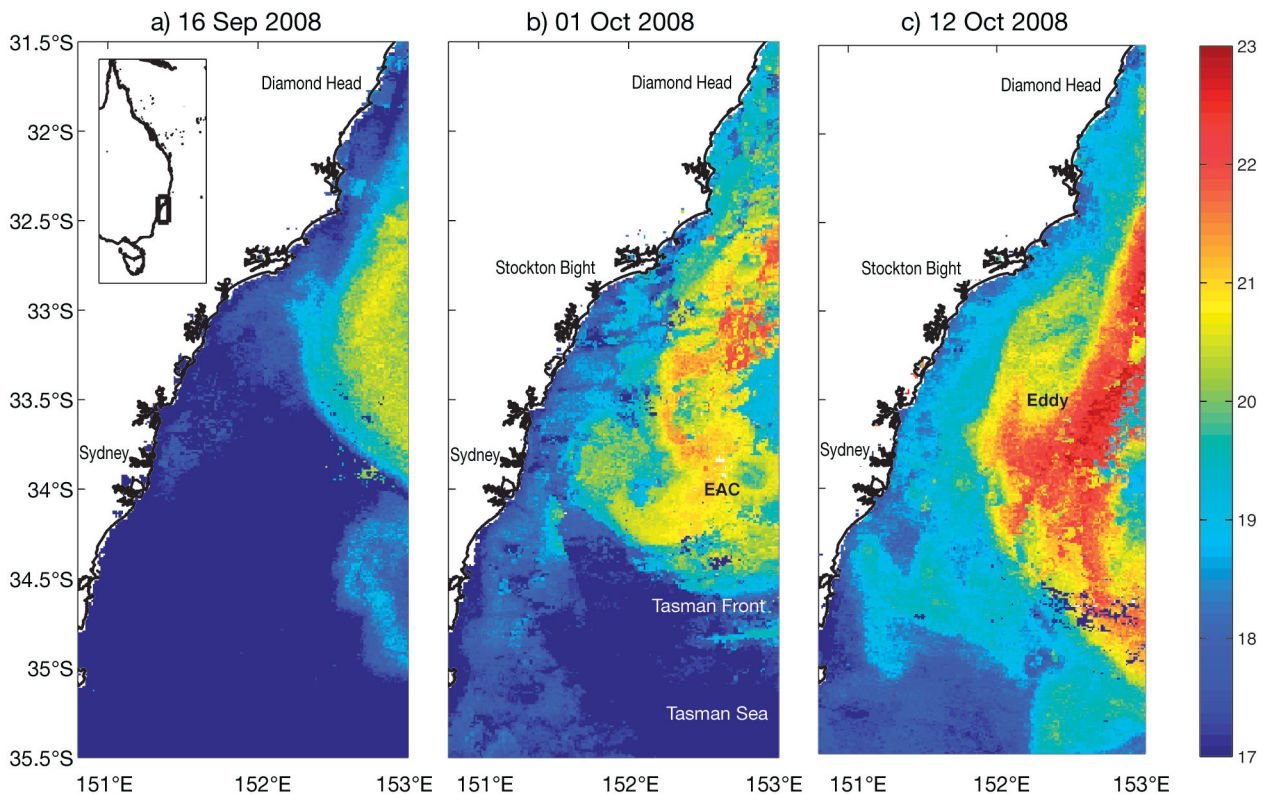 a) 16 Sep 2008
b) 01 Oct 2008
c) 12 Oct 2008
31.5°S
32°S
32.5°S
33°S
33.5°S
34°S
34.5°S
35°S
35.5°S
Diamond Head
Sydney
151°E
152°E
153°E
Diamond Head
Stockton Bight
Sydney
EAC
Tasman Front
Tasman Sea
151°E
152°E
153°E
Diamond Head
Stockton Bight
Eddy
Sydney
151°E
152°E
153°E
23
22
21
20
19
18
17